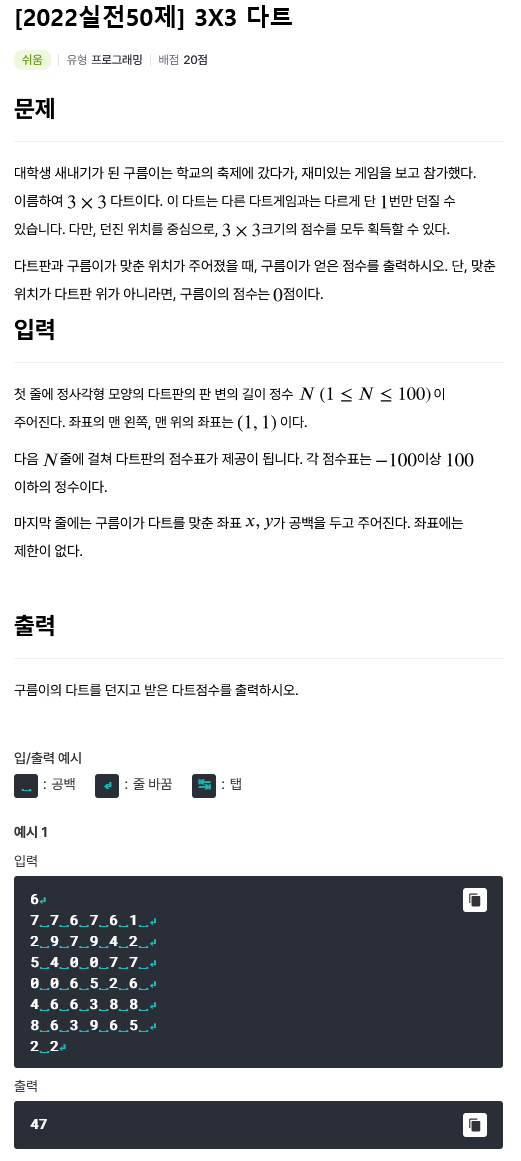 [2022실전50제] 3X3 다트
쉬움 유형 프로그래밍 배점 20점
문제
대학생 새내기가 된 구름이는 학교의 축제에 갔다가, 재미있는 게임을 보고 참가했다.
이름하여 3 × 3 다트이다. 이 다트는 다른 다트게임과는 다르게 단 1번만 던질 수
있습니다. 다만, 던진 위치를 중심으로, 3 × 3크기의 점수를 모두 획득할 수 있다.
다트판과 구름이가 맞춘 위치가 주어졌을 때, 구름이가 얻은 점수를 출력하시오. 단, 맞춘
위치가 다트판 위가 아니라면, 구름이의 점수는 0점이다.
입력
첫 줄에 정사각형 모양의 다트판의 판 변의 길이 정수 N (1 ≤ N ≤ 100)이
주어진다. 좌표의 맨 왼쪽, 맨 위의 좌표는 (1, 1) 이다.
다음 N줄에 걸쳐 다트판의 점수표가 제공이 됩니다. 각 점수표는 −100이상 100
이하의 정수이다.
마지막 줄에는 구름이가 다트를 맞춘 좌표 x, y가 공백을 두고 주어진다. 좌표에는
제한이 없다.
출력
구름이의 다트를 던지고 받은 다트점수를 출력하시오.
입/출력 예시
: 공백 : 줄 바꿈 : 탭
예시 1
입력
6
7 7 6 7 6 1
2 9 7 9 4 2
5 4 0 0 7 7
0 0 6 5 2 6
4 6 6 3 8 8
8 6 3 9 6 5
2 2
출력
47